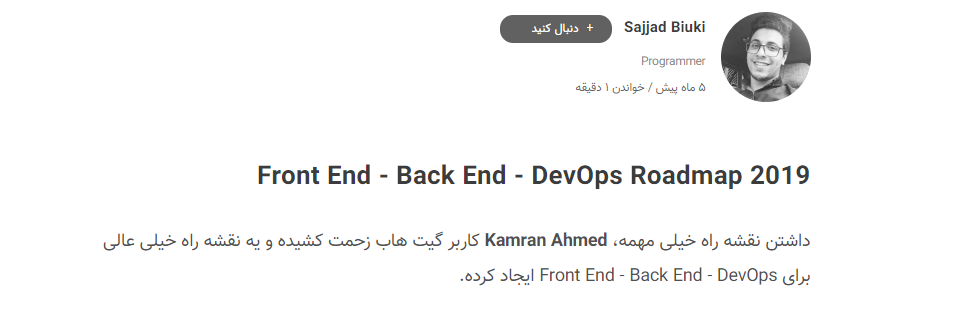 Sajjad Biuki
+ دنبال کنید
Programmer
۵ ماه پیش / خواندن ۱ دقیقه
Front End - Back End - DevOps Roadmap 2019
داشتن نقشه راه خیلی مهمه، Kamran Ahmed کاربر گیت هاب زحمت کشیده و یه نقشه راه خیلی عالی
برای Front End - Back End - DevOps ایجاد کرده.